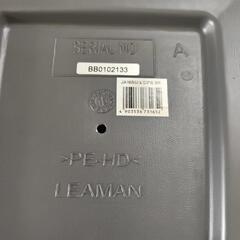 SERIAL NO
A
BB0102133
>PE-HD<
LEAMAN